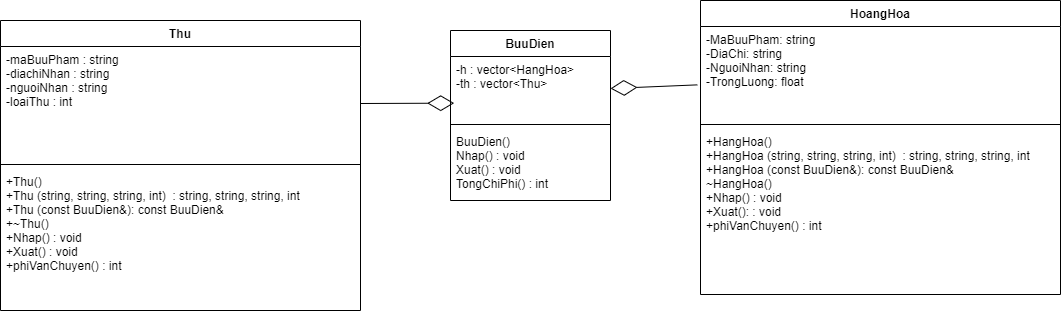 Thu
-maBuuPham : string
-diachiNhan : string
-nguoiNhan : string
-loaiThu : int
+Thu()
+Thu (string, string, string, int)  : string, string, string, int
+Thu (const BuuDien&): const BuuDien&
+~Thu()
+Nhap() : void
+Xuat() : void
+phiVanChuyen() : int
BuuDien
-h : vector<HangHoa>
-th : vector<Thu>
BuuDien()
Nhap() : void
Xuat() : void
TongChiPhi() : int
HoangHoa
-MaBuuPham: string
-DiaChi: string
-NguoiNhan: string
-TrongLuong: float
+HangHoa()
+HangHoa (string, string, string, int)  : string, string, string, int
+HangHoa (const BuuDien&): const BuuDien&
~HangHoa()
+Nhap() : void
+Xuat(): : void
+phiVanChuyen() : int